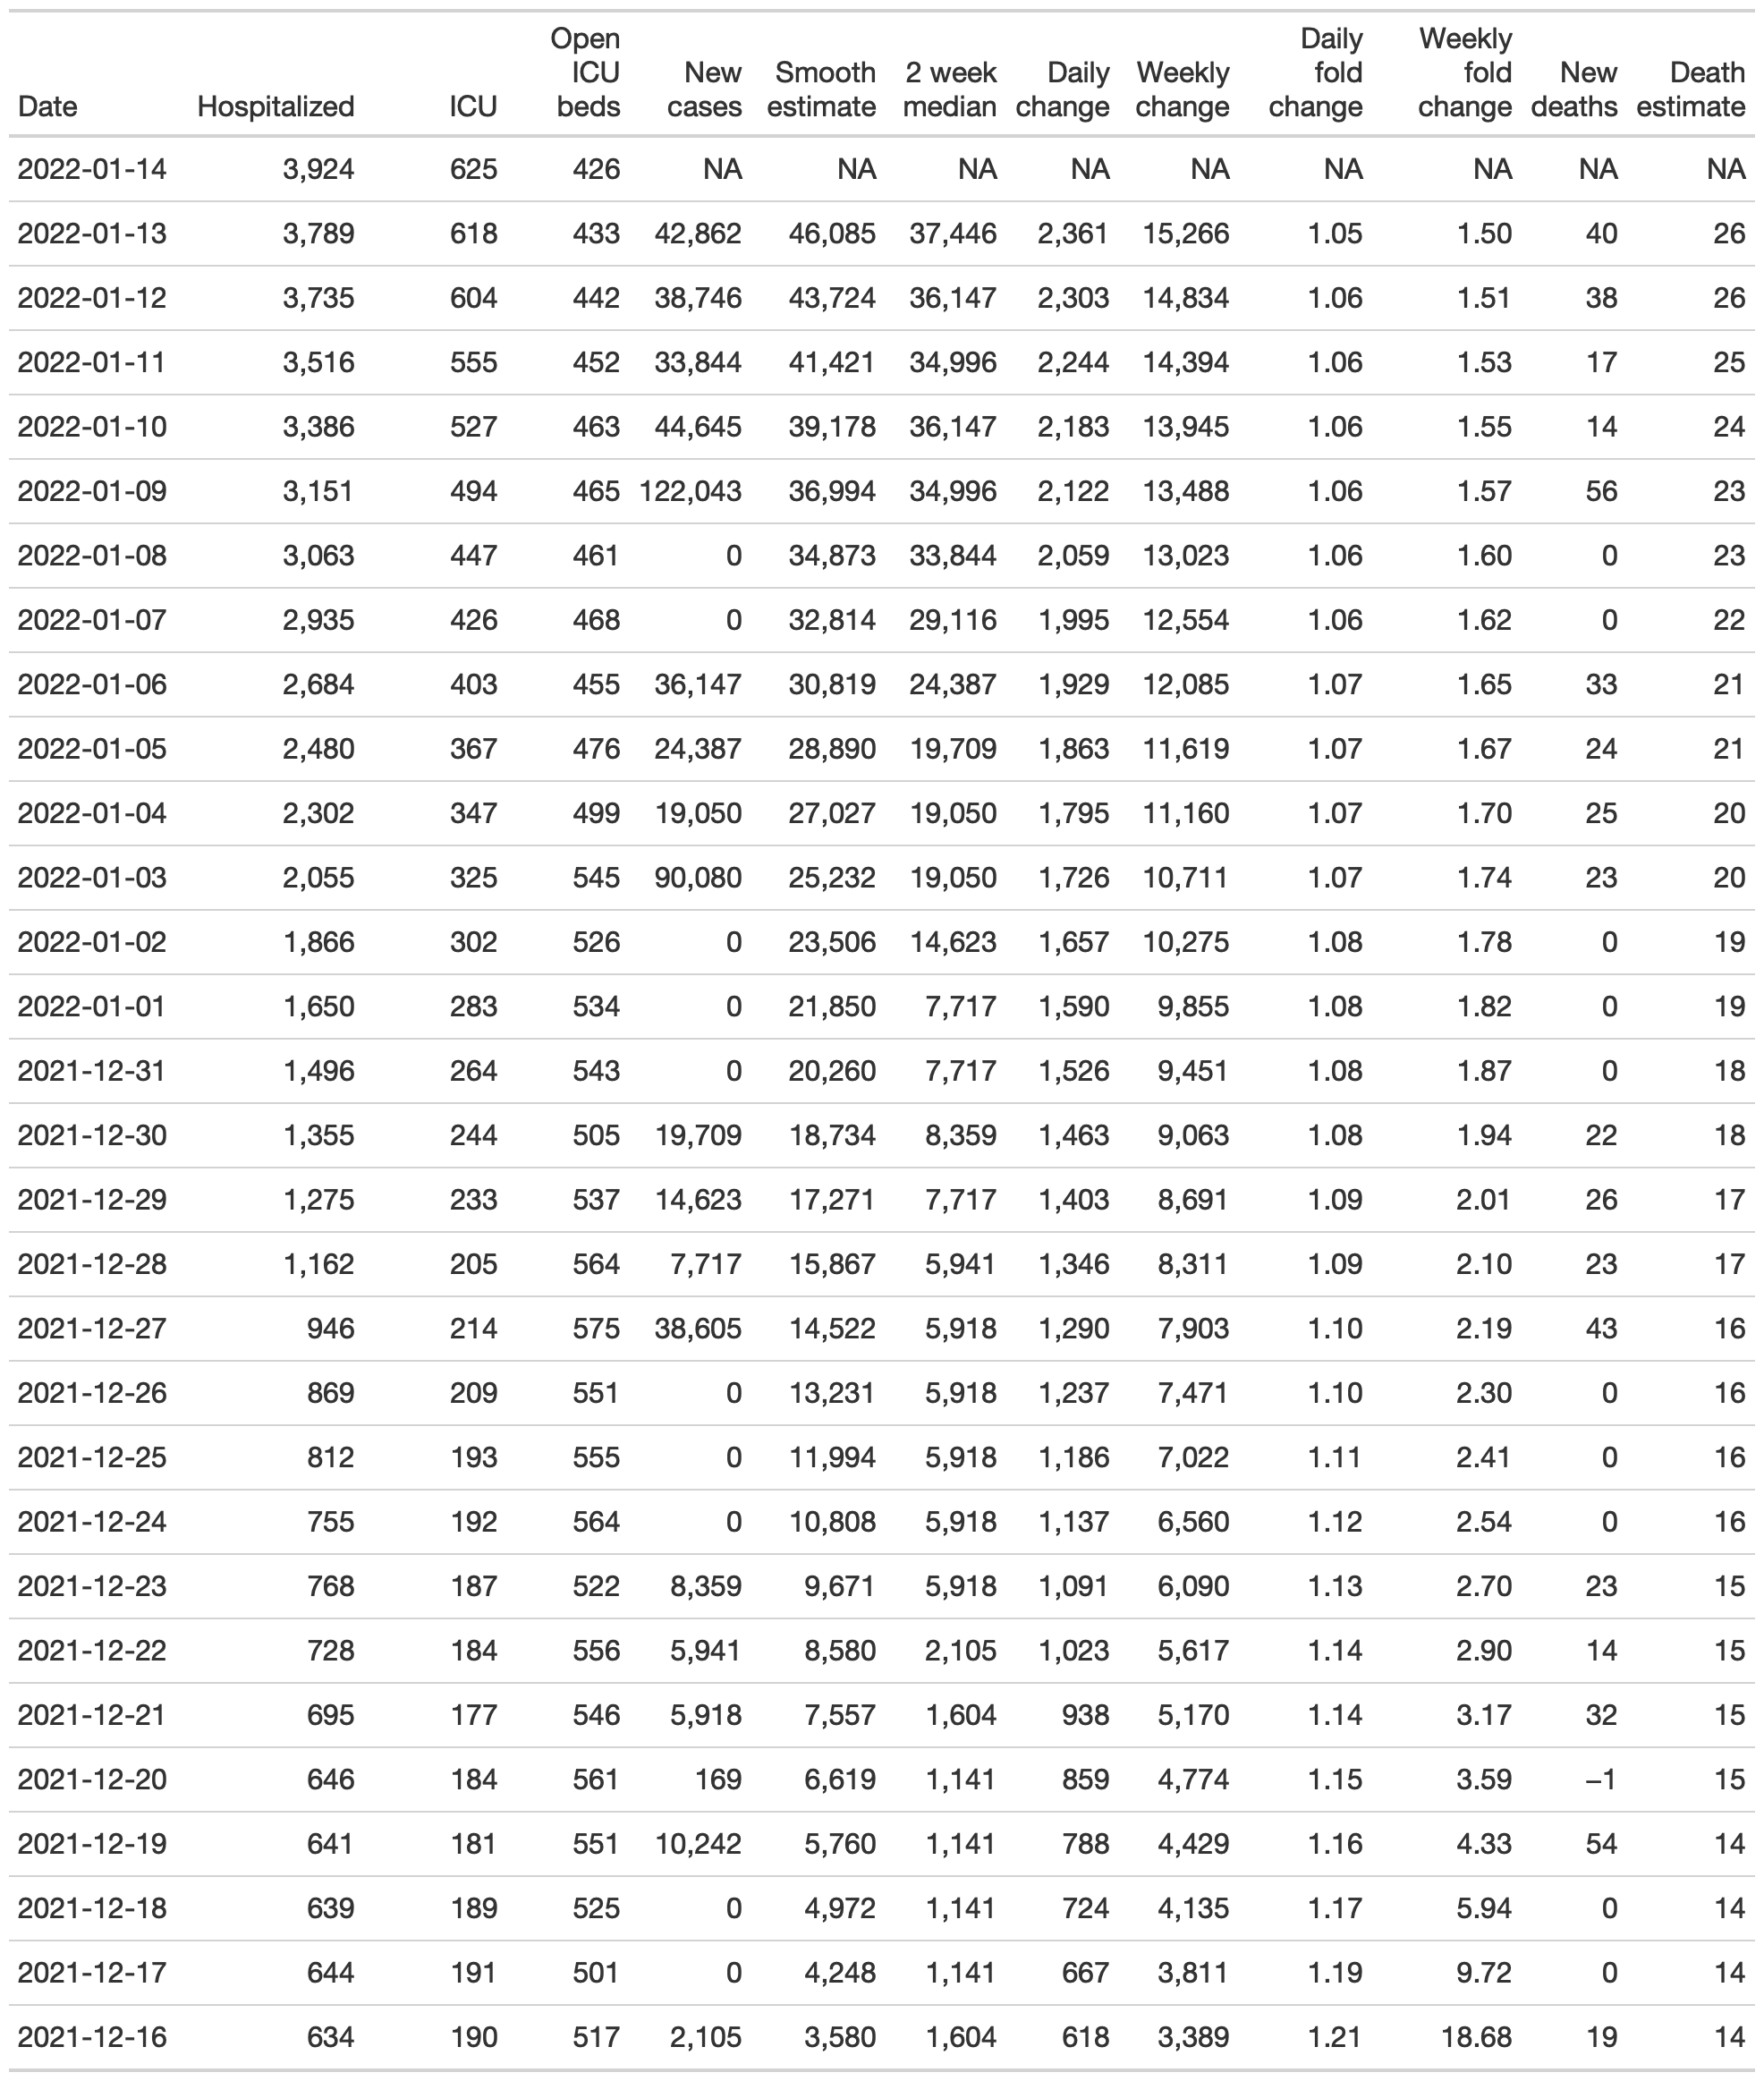 Date Hospitalized ICU Open ICU beds New cases Smooth estimate 2 week median Daily change Weekly change Daily fold change Weekly fold change New deaths Death estimate
2022-01-14 3,924 625 426 NA NA NA NA NA NA NA NA NA
2022-01-13 3,789 618 433 42,862 46,085 37,446 2,361 15,266 1.05 1.50 40 26
2022-01-12 3,735 604 442 38,746 43,724 36,147 2,303 14,834 1.06 1.51 38 26
2022-01-11 3,516 555 452 33,844 41,421 34,996 2,244 14,394 1.06 1.53 17 25
2022-01-10 3,386 527 463 44,645 39,178 36,147 2,183 13,945 1.06 1.55 14 24
2022-01-09 3,151 494 465 122,043 36,994 34,996 2,122 13,488 1.06 1.57 56 23
2022-01-08 3,063 447 461 0 34,873 33,844 2,059 13,023 1.06 1.60 0 23
2022-01-07 2,935 426 468 0 32,814 29,116 1,995 12,554 1.06 1.62 0 22
2022-01-06 2,684 403 455 36,147 30,819 24,387 1,929 12,085 1.07 1.65 33 21
2022-01-05 2,480 367 476 24,387 28,890 19,709 1,863 11,619 1.07 1.67 24 21
2022-01-04 2,302 347 499 19,050 27,027 19,050 1,795 11,160 1.07 1.70 25 20
2022-01-03 2,055 325 545 90,080 25,232 19,050 1,726 10,711 1.07 1.74 23 20
2022-01-02 1,866 302 526 0 23,506 14,623 1,657 10,275 1.08 1.78 0 19
2022-01-01 1,650 283 534 0 21,850 7,717 1,590 9,855 1.08 1.82 0 19
2021-12-31 1,496 264 543 0 20,260 7,717 1,526 9,451 1.08 1.87 0 18
2021-12-30 1,355 244 505 19,709 18,734 8,359 1,463 9,063 1.08 1.94 22 18
2021-12-29 1,275 233 537 14,623 17,271 7,717 1,403 8,691 1.09 2.01 26 17
2021-12-28 1,162 205 564 7,717 15,867 5,941 1,346 8,311 1.09 2.10 23 17
2021-12-27 946 214 575 38,605 14,522 5,918 1,290 7,903 1.10 2.19 43 16
2021-12-26 869 209 551 0 13,231 5,918 1,237 7,471 1.10 2.30 0 16
2021-12-25 812 193 555 0 11,994 5,918 1,186 7,022 1.11 2.41 0 16
2021-12-24 755 192 564 0 10,808 5,918 1,137 6,560 1.12 2.54 0 16
2021-12-23 768 187 522 8,359 9,671 5,918 1,091 6,090 1.13 2.70 23 15
2021-12-22 728 184 556 5,941 8,580 2,105 1,023 5,617 1.14 2.90 14 15
2021-12-21 695 177 546 5,918 7,557 1,604 938 5,170 1.14 3.17 32 15
2021-12-20 646 184 561 169 6,619 1,141 859 4,774 1.15 3.59 –1 15
2021-12-19 641 181 551 10,242 5,760 1,141 788 4,429 1.16 4.33 54 14
2021-12-18 639 189 525 0 4,972 1,141 724 4,135 1.17 5.94 0 14
2021-12-17 644 191 501 0 4,248 1,141 667 3,811 1.19 9.72 0 14
2021-12-16 634 190 517 2,105 3,580 1,604 618 3,389 1.21 18.68 19 14